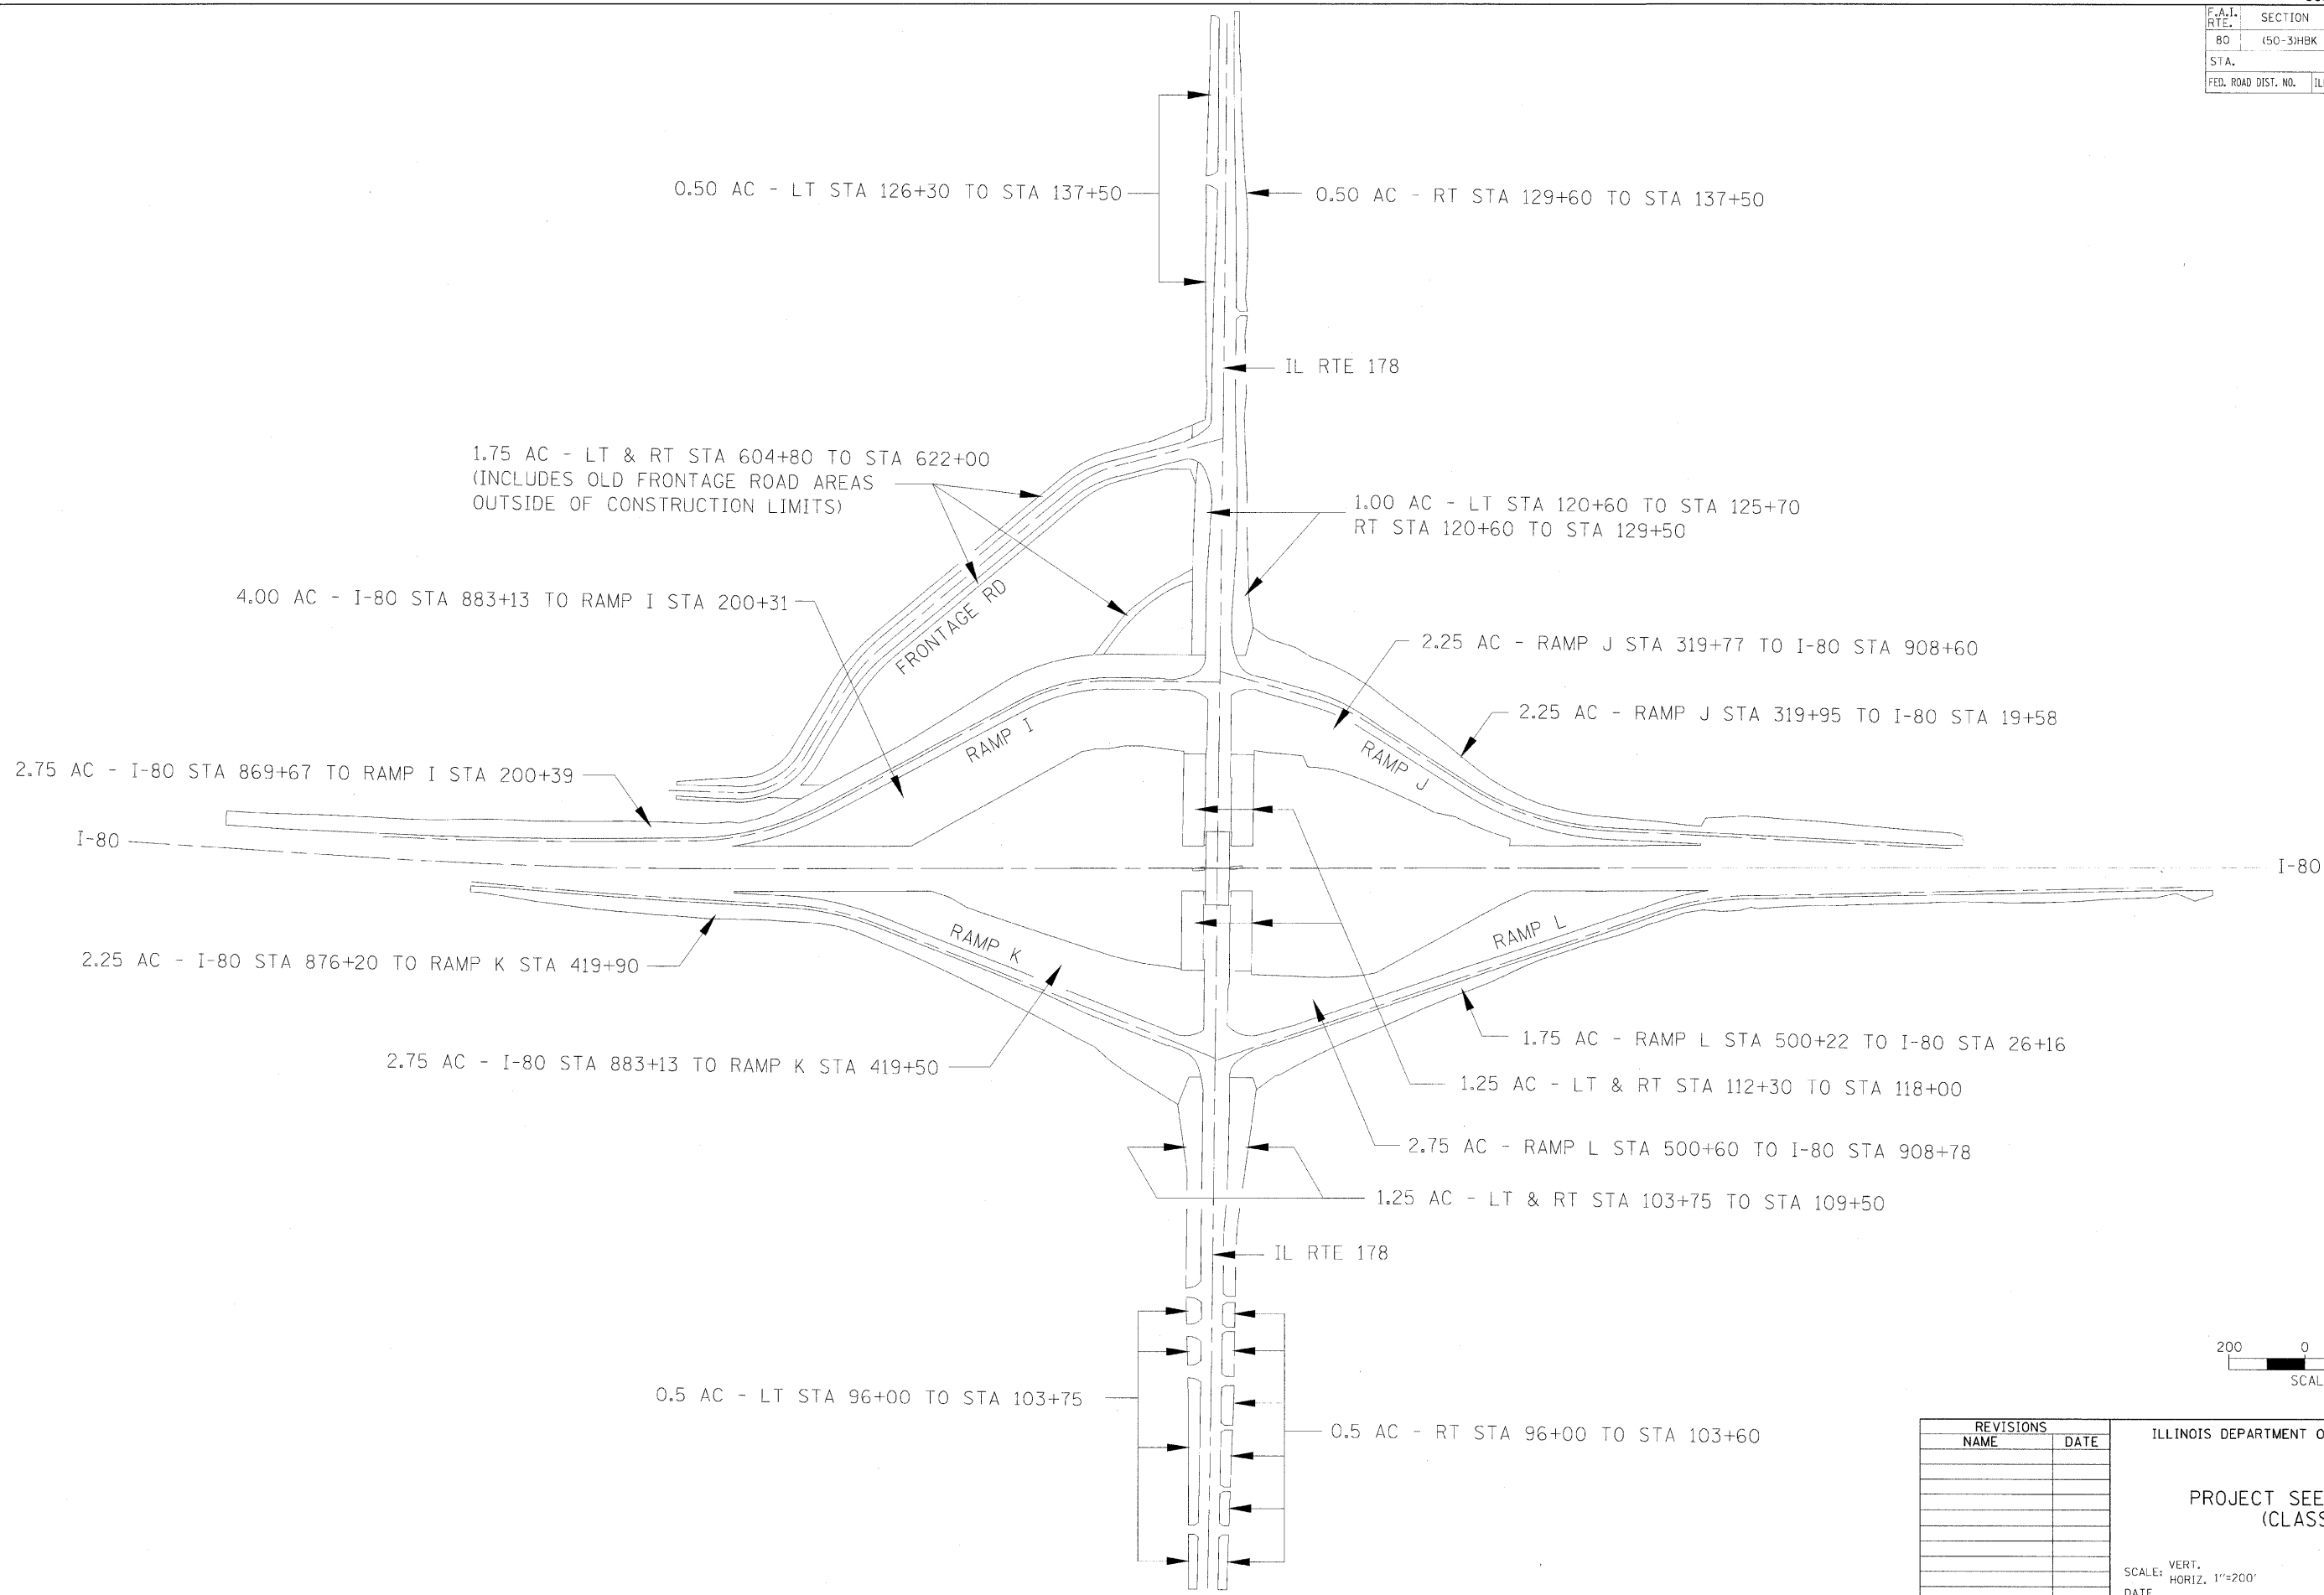 F.A.I. RTE. SECTION
80 (50-3)HBK
STA.
FED. ROAD DIST. NO.
0.50 AC - LT STA 126+30 TO STA 137+50
0.50 AC - RT STA 129+60 TO STA 137+50
IL RTE 178
1.75 AC - LT & RT STA 604+80 TO STA 622+00
(INCLUDES OLD FRONTAGE ROAD AREAS
OUTSIDE OF CONSTRUCTION LIMITS)
1.00 AC - LT STA 120+60 TO STA 125+70
RT STA 120+60 TO STA 129+50
4.00 AC - I-80 STA 883+13 TO RAMP I STA 200+31
FRONTAGE RD
2.25 AC - RAMP J STA 319+77 TO I-80 STA 908+60
2.25 AC - RAMP J STA 319+95 TO I-80 STA 19+58
RAMP I
RAMP J
2.75 AC - I-80 STA 869+67 TO RAMP I STA 200+39
I-80
I-80
RAMP K
RAMP L
2.25 AC - I-80 STA 876+20 TO RAMP K STA 419+90
1.75 AC - RAMP L STA 500+22 TO I-80 STA 26+16
2.75 AC - I-80 STA 883+13 TO RAMP K STA 419+50
1.25 AC - LT & RT STA 112+30 TO STA 118+00
2.75 AC - RAMP L STA 500+60 TO I-80 STA 908+78
1.25 AC - LT & RT STA 103+75 TO STA 109+50
IL RTE 178
0.5 AC - LT STA 96+00 TO STA 103+75
0.5 AC - RT STA 96+00 TO STA 103+60
200 0
SCAL
REVISIONS
NAME DATE
ILLINOIS DEPARTMENT O
PROJECT SEE
(CLASS
SCALE: VERT.
HORIZ. 1"=200'
DATE